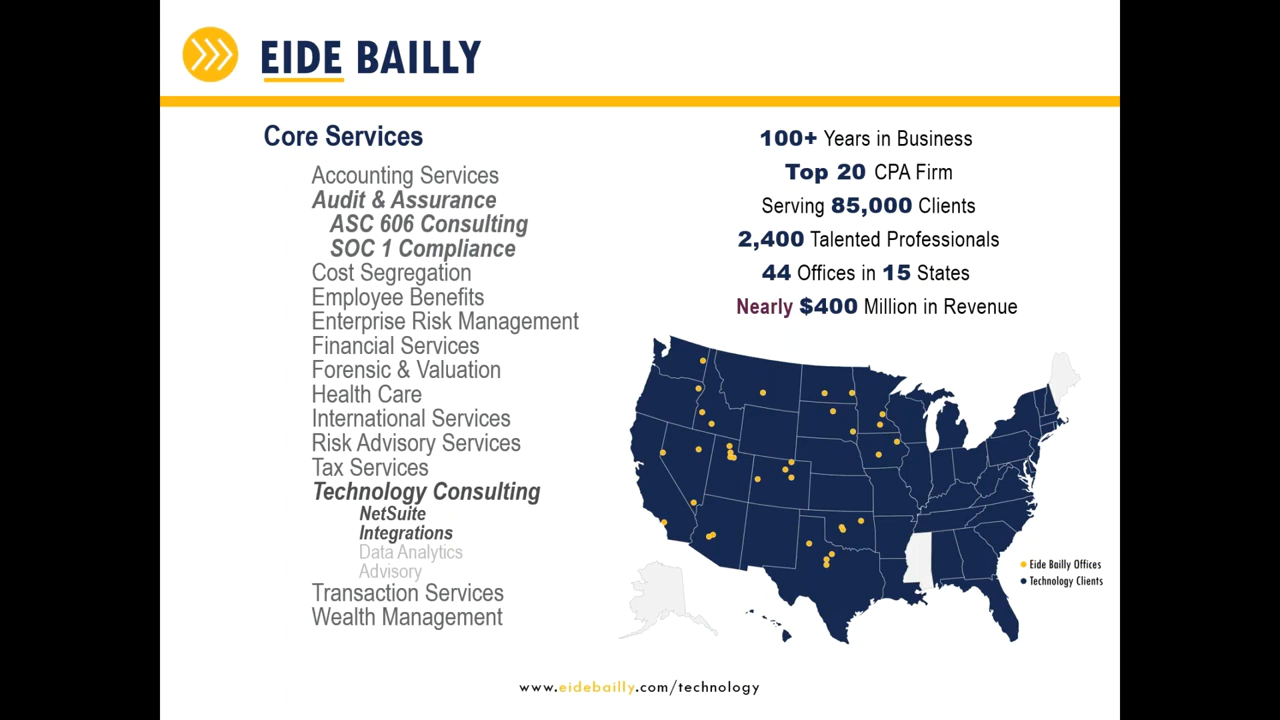 EIDE BAILLY
Core Services
Accounting Services
Audit & Assurance
ASC 606 Consulting
SOC 1 Compliance
Cost Segregation
Employee Benefits
Enterprise Risk Management
Financial Services
Forensic & Valuation
Health Care
International Services
Risk Advisory Services
Tax Services
Technology Consulting
NetSuite
Integrations
Data Analytics
Advisory
Transaction Services
Wealth Management
100+ Years in Business
Top 20 CPA Firm
Serving 85,000 Clients
2,400 Talented Professionals
44 Offices in 15 States
Nearly $400 Million in Revenue
Eide Bailly Offices
Technology Clients
www.eidebailly.com/technology